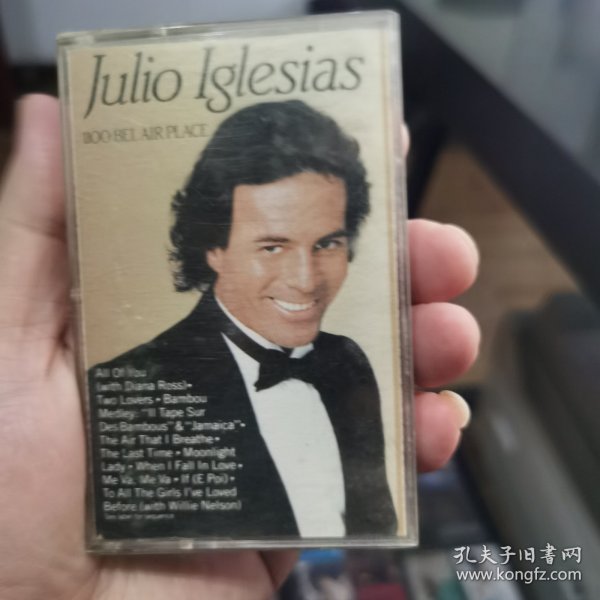 Julio Iglesias
1100 BEL AIR PLACE
All Of You
(with Diana Ross)•
Two Lovers • Bambou
Medley: "Il Tape Sur
Des Bambous" & "Jamaica"•
The Air That I Breathe•
The Last Time • Moonlight
Lady • When I Fall In Love•
Me Va, Me Va • If (E Poi)•
To All The Girls I've Loved
Before (with Willie Nelson)
孔夫子旧书网
www.kongfz.com